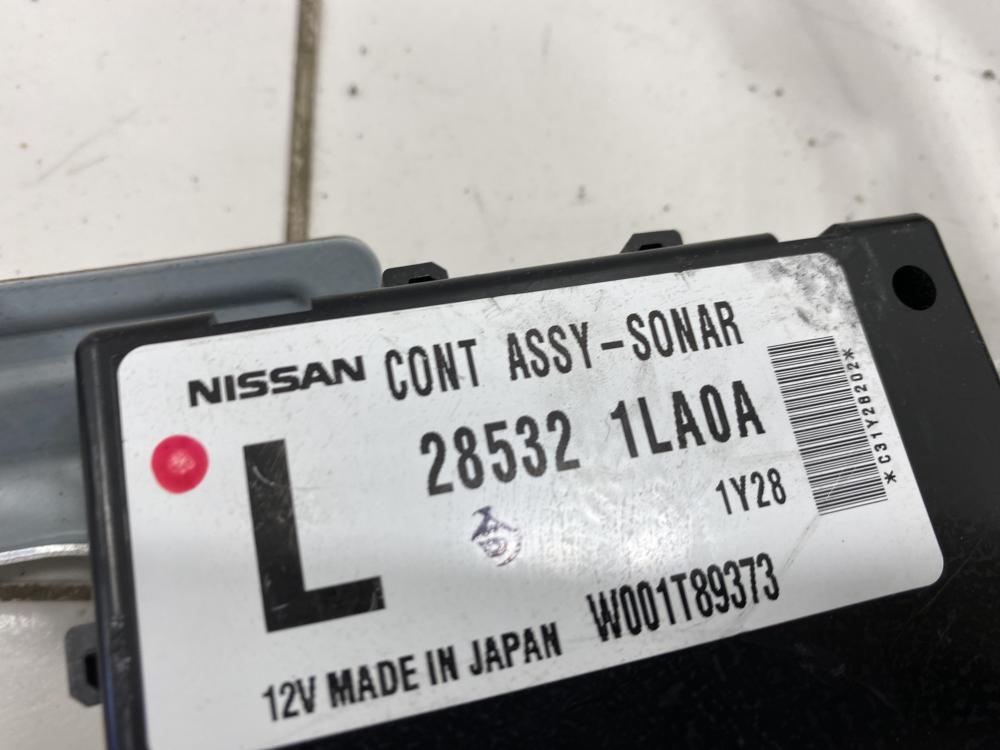 NISSAN CONT ASSY-SONAR
L
28532 1LA0A
1Y28
W001T89373
12V MADE IN JAPAN
*C31Y28202*